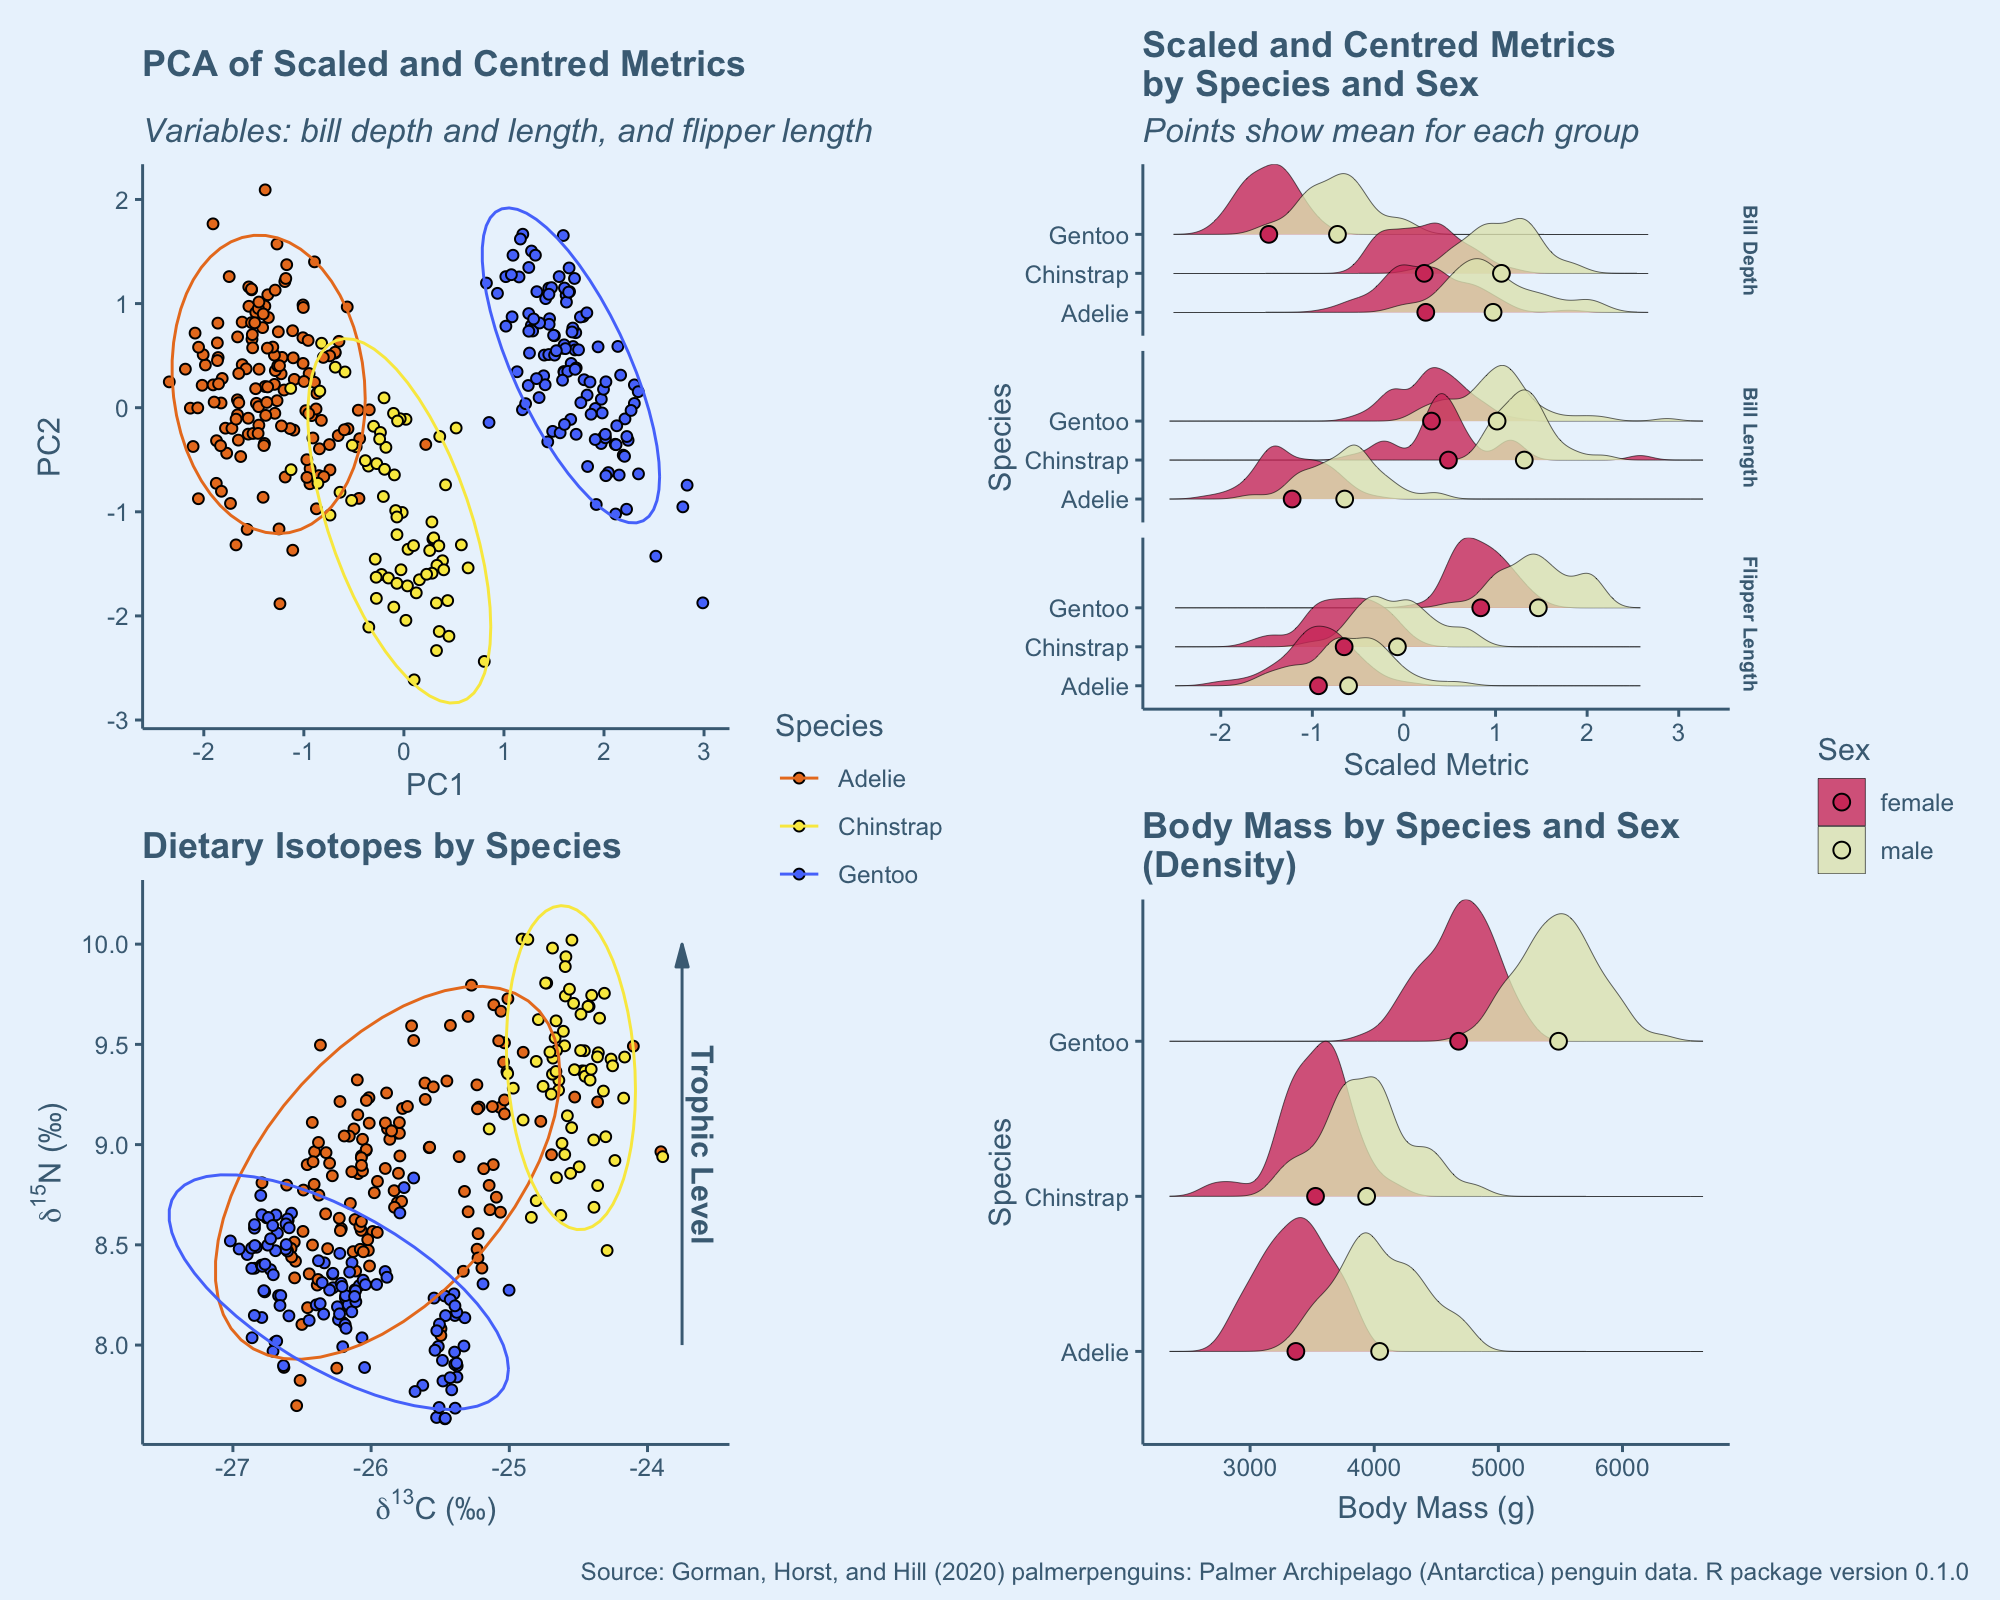 PCA of Scaled and Centred Metrics
Variables: bill depth and length, and flipper length
PC2
2
1
0
-1
-2
-3
-2
-1
0
1
2
3
PC1
Species
Adelie
Chinstrap
Gentoo
Scaled and Centred Metrics
by Species and Sex
Points show mean for each group
Species
Gentoo
Chinstrap
Adelie
Bill Depth
Gentoo
Chinstrap
Adelie
Bill Length
Gentoo
Chinstrap
Adelie
Flipper Length
-2
-1
0
1
2
3
Scaled Metric
Sex
female
male
Dietary Isotopes by Species
δ15N (‰)
10.0
9.5
9.0
8.5
8.0
Trophic Level
-27
-26
-25
-24
δ13C (‰)
Body Mass by Species and Sex
(Density)
Species
Gentoo
Chinstrap
Adelie
3000
4000
5000
6000
Body Mass (g)
Source: Gorman, Horst, and Hill (2020) palmerpenguins: Palmer Archipelago (Antarctica) penguin data. R package version 0.1.0